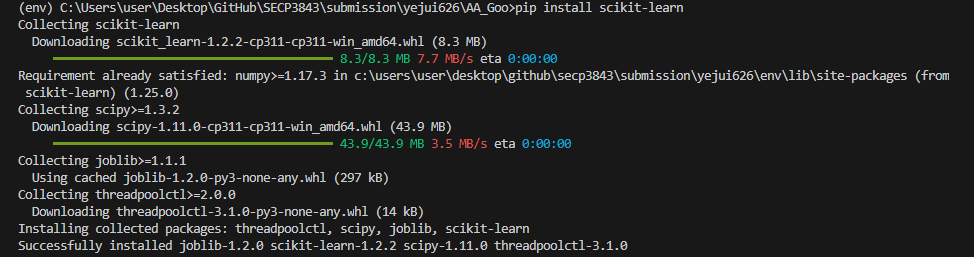 (env) C:\Users\user\Desktop\GitHub\SECP3843\submission\yejui626\AA_Goo>pip install scikit-learn
Collecting scikit-learn
  Downloading scikit_learn-1.2.2-cp311-cp311-win_amd64.whl (8.3 MB)
8.3/8.3 MB 7.7 MB/s eta 0:00:00
Requirement already satisfied: numpy>=1.17.3 in c:\users\user\desktop\github\secp3843\submission\yejui626\env\lib\site-packages (from
 scikit-learn) (1.25.0)
Collecting scipy>=1.3.2
  Downloading scipy-1.11.0-cp311-cp311-win_amd64.whl (43.9 MB)
43.9/43.9 MB 3.5 MB/s eta 0:00:00
Collecting joblib>=1.1.1
  Using cached joblib-1.2.0-py3-none-any.whl (297 kB)
Collecting threadpoolctl>=2.0.0
  Downloading threadpoolctl-3.1.0-py3-none-any.whl (14 kB)
Installing collected packages: threadpoolctl, scipy, joblib, scikit-learn
Successfully installed joblib-1.2.0 scikit-learn-1.2.2 scipy-1.11.0 threadpoolctl-3.1.0